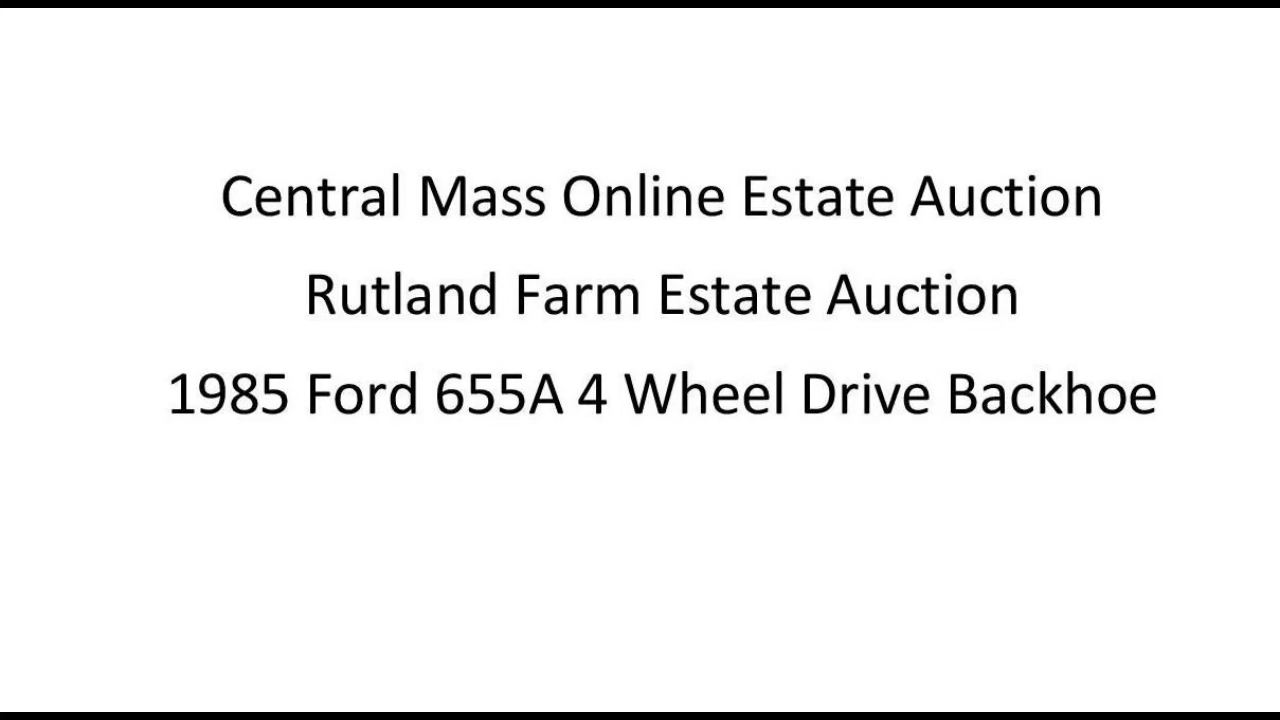 Central Mass Online Estate Auction
Rutland Farm Estate Auction
1985 Ford 655A 4 Wheel Drive Backhoe